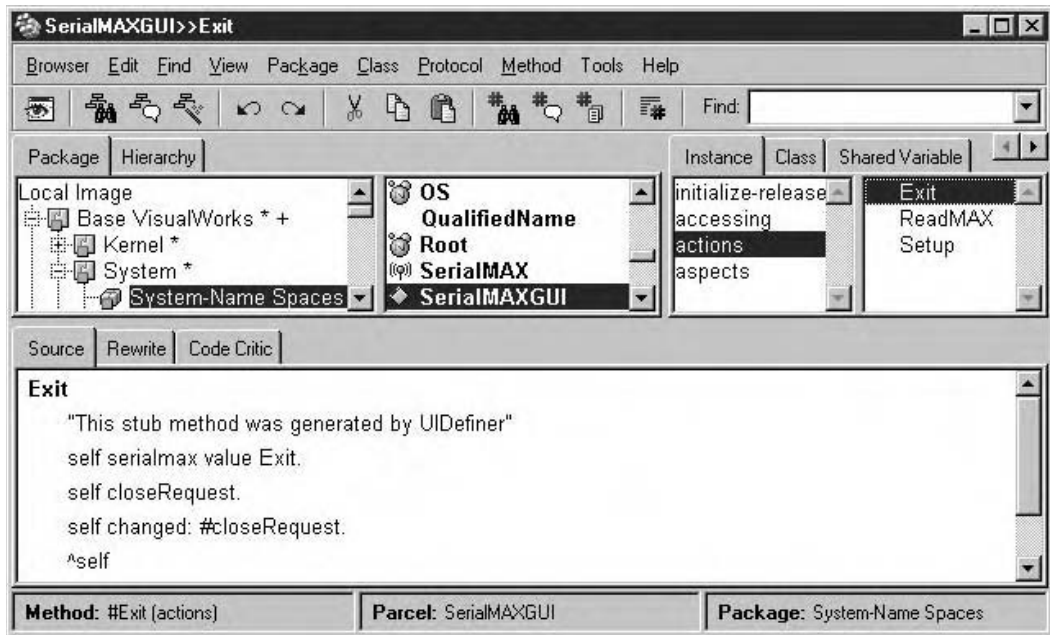 SerialMAXGUI>>Exit
Browser Edit Find View Package Class Protocol Method Tools Help
Find:
Package Hierarchy
Instance Class Shared Variable
Local Image
Base VisualWorks * +
Kernel *
System *
System-Name Spaces
OS
QualifiedName
Root
SerialMAX
SerialMAXGUI
initialize-release
accessing
actions
aspects
Exit
ReadMAX
Setup
Source Rewrite Code Critic
Exit
"This stub method was generated by UIDefiner"
self serialmax value Exit.
self closeRequest.
self changed: #closeRequest.
^self
Method: #Exit (actions)
Parcel: SerialMAXGUI
Package: System-Name Spaces